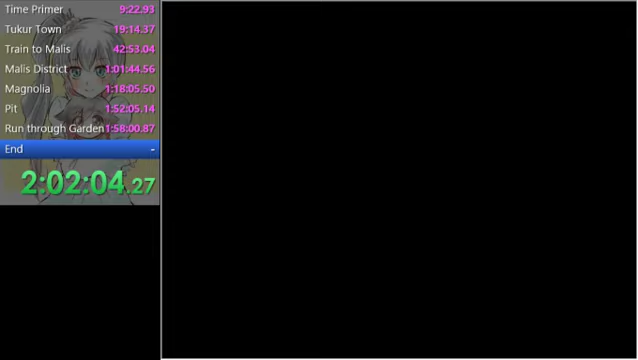 Time Primer 9:22.93
Tukur Town 19:14.37
Train to Malis 42:53.04
Malis District 1:01:44.56
Magnolia 1:18:05.50
Pit 1:52:05.14
Run through Garden 1:58:00.87
End -
2:02:04.27